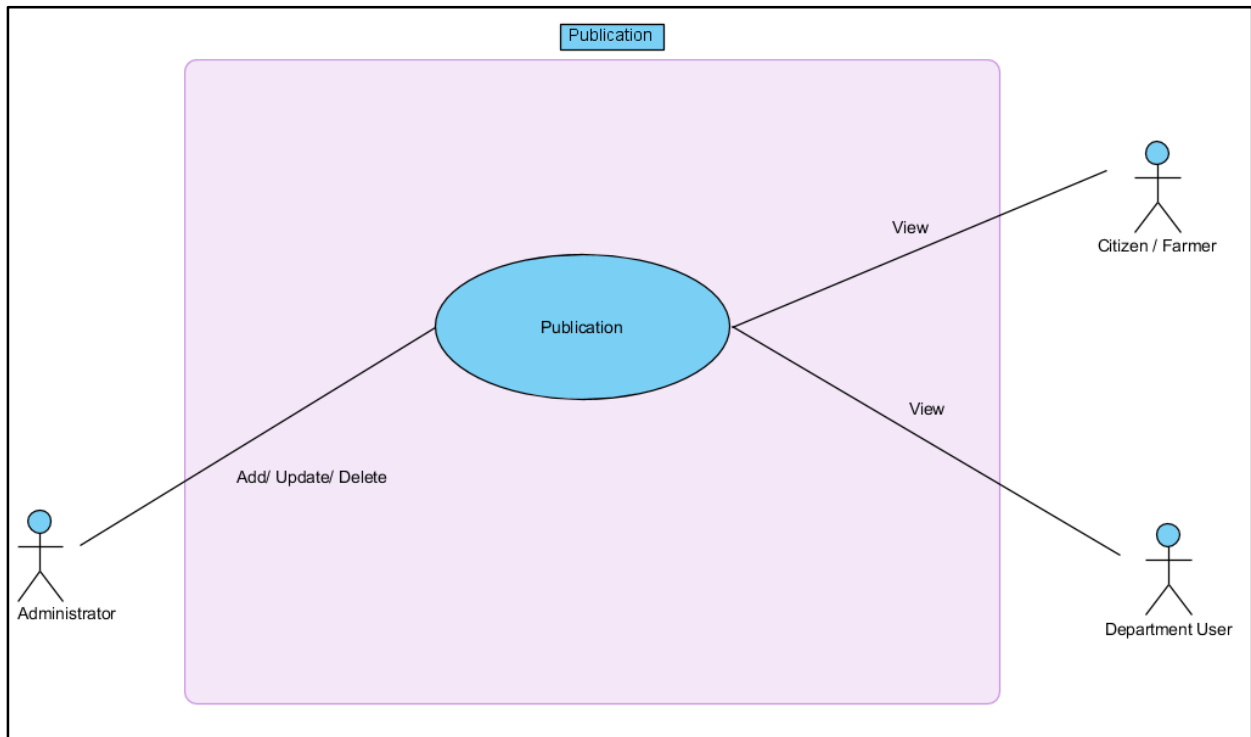 Publication
View
Citizen / Farmer
Publication
View
Add/ Update/ Delete
Administrator
Department User